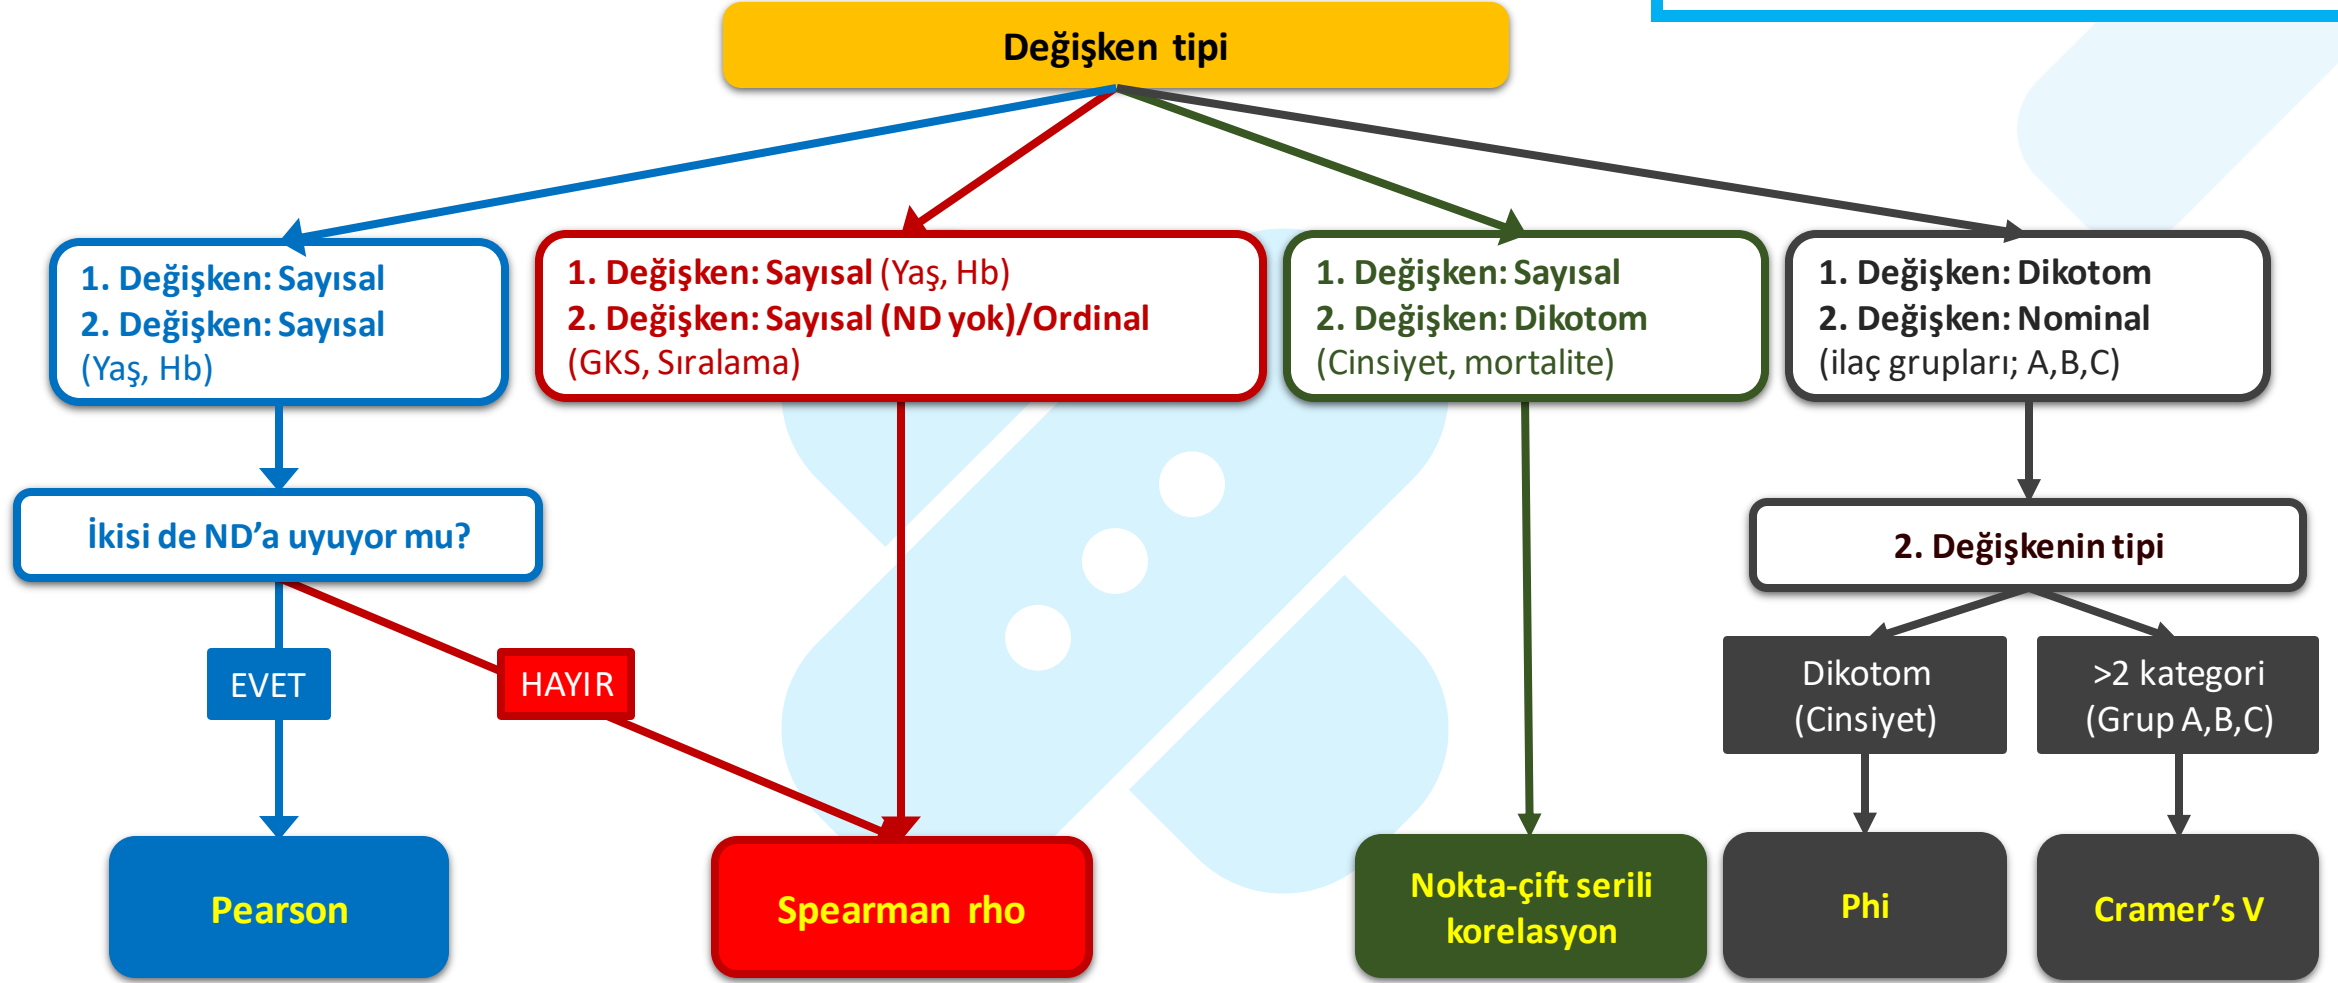 Değişken tipi
1. Değişken: Sayısal
2. Değişken: Sayısal
(Yaş, Hb)
1. Değişken: Sayısal (Yaş, Hb)
2. Değişken: Sayısal (ND yok)/Ordinal
(GKS, Sıralama)
1. Değişken: Sayısal
2. Değişken: Dikotom
(Cinsiyet, mortalite)
1. Değişken: Dikotom
2. Değişken: Nominal
(ilaç grupları; A,B,C)
İkisi de ND’a uyuyor mu?
2. Değişkenin tipi
EVET
HAYIR
Dikotom
(Cinsiyet)
>2 kategori
(Grup A,B,C)
Pearson
Spearman rho
Nokta-çift serili
korelasyon
Phi
Cramer’s V